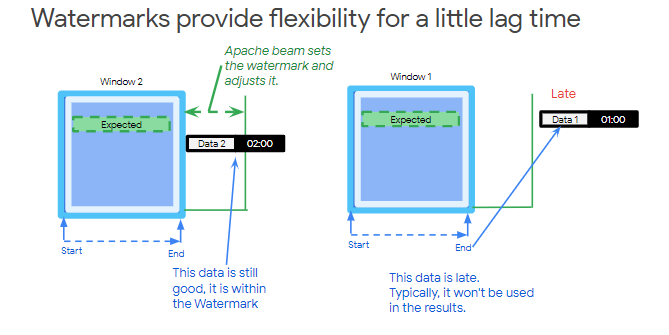 Watermarks provide flexibility for a little lag time
Apache beam sets
the watermark and
adjusts it.
Window 2
Expected
Data 2 02:00
Start
End
This data is still
good, it is within
the Watermark
Window 1
Late
Expected
Data 1 01:00
Start
End
This data is late.
Typically, it won't be used
in the results.